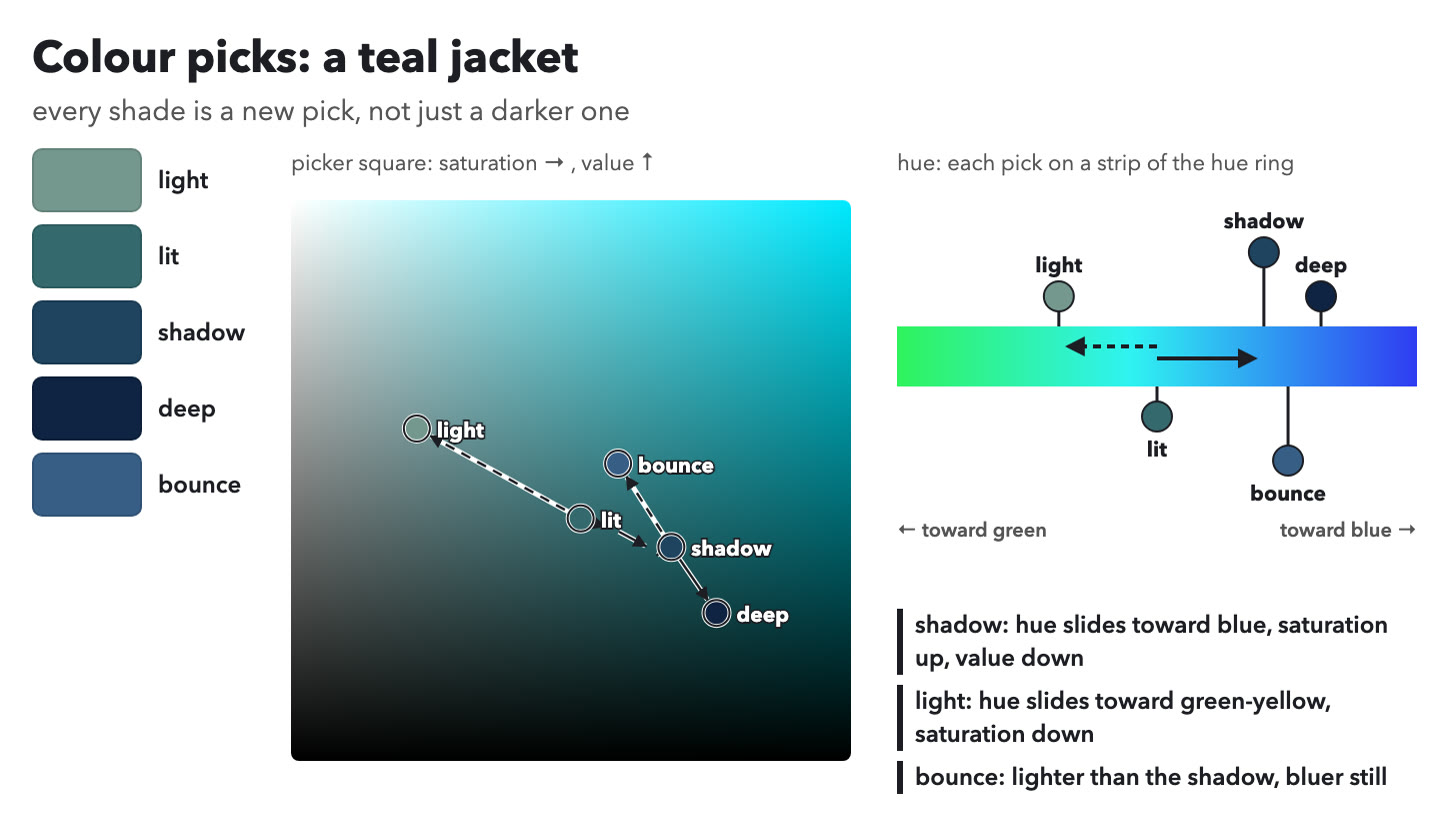 Colour picks: a teal jacket
every shade is a new pick, not just a darker one
light
lit
shadow
deep
bounce
picker square: saturation → , value ↑
light
bounce
lit
shadow
deep
hue: each pick on a strip of the hue ring
shadow
light
deep
lit
bounce
← toward green
toward blue →
shadow: hue slides toward blue, saturation
up, value down
light: hue slides toward green-yellow,
saturation down
bounce: lighter than the shadow, bluer still